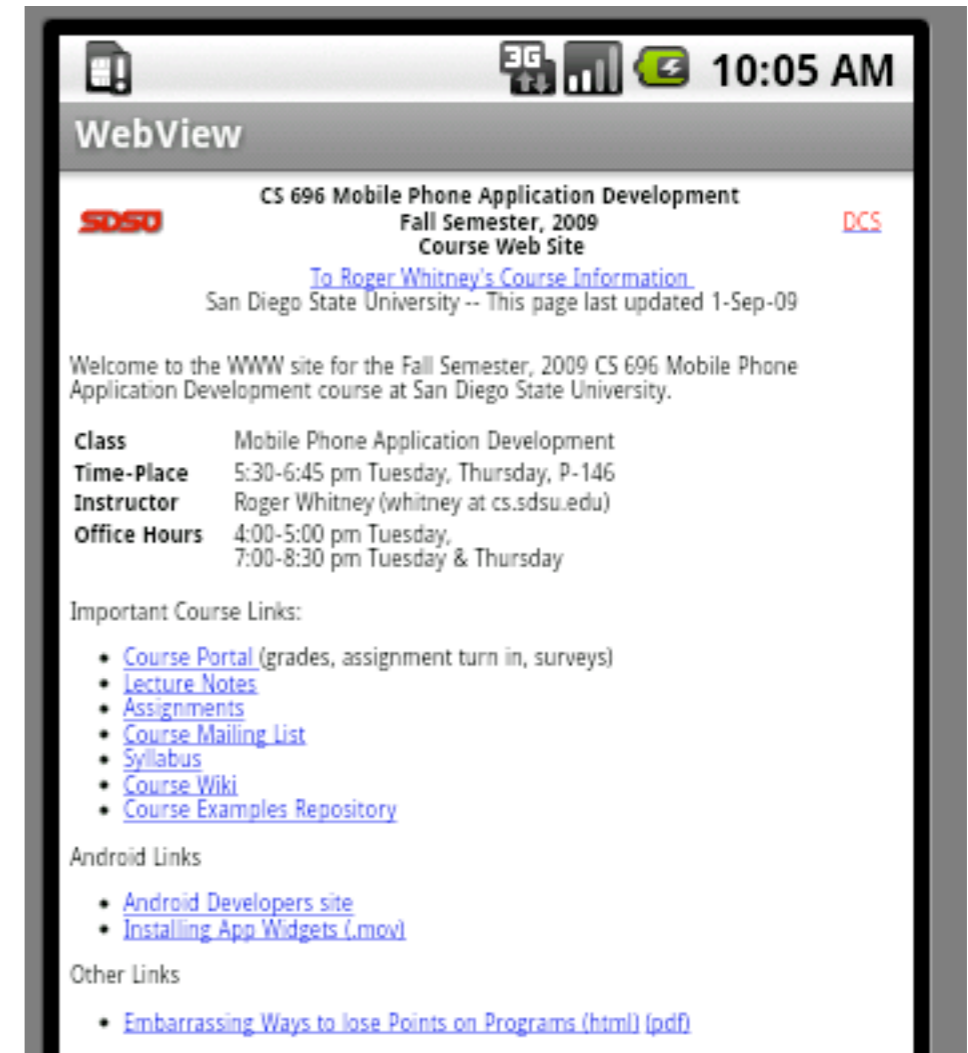 3G 10:05 AM
WebView
CS 696 Mobile Phone Application Development
Fall Semester, 2009
SDSU DCS
Course Web Site
To Roger Whitney's Course Information
San Diego State University -- This page last updated 1-Sep-09
Welcome to the WWW site for the Fall Semester, 2009 CS 696 Mobile Phone
Application Development course at San Diego State University.
Class Mobile Phone Application Development
Time-Place 5:30-6:45 pm Tuesday, Thursday, P-146
Instructor Roger Whitney (whitney at cs.sdsu.edu)
Office Hours 4:00-5:00 pm Tuesday,
7:00-8:30 pm Tuesday & Thursday
Important Course Links:
• Course Portal (grades, assignment turn in, surveys)
• Lecture Notes
• Assignments
• Course Mailing List
• Syllabus
• Course Wiki
• Course Examples Repository
Android Links
• Android Developers site
• Installing App Widgets (.mov)
Other Links
• Embarrassing Ways to lose Points on Programs (html) (pdf)